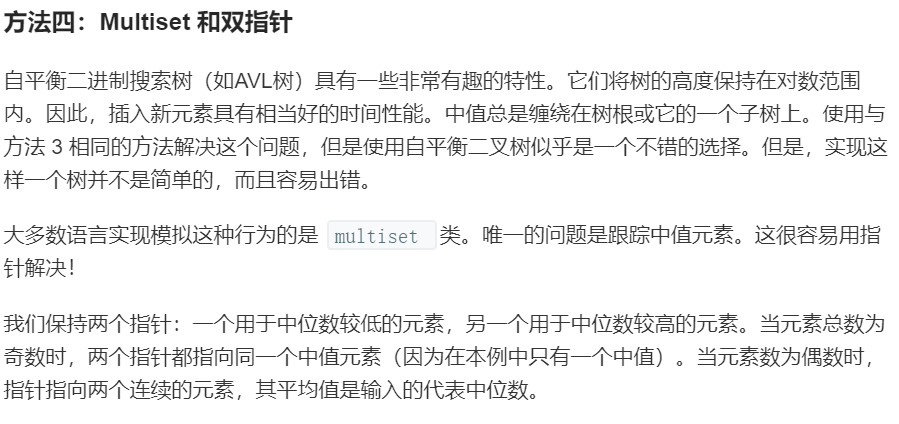 方法四：Multiset 和双指针
自平衡二进制搜索树（如AVL树）具有一些非常有趣的特性。它们将树的高度保持在对数范围
内。因此，插入新元素具有相当好的时间性能。中值总是缠绕在树根或它的一个子树上。使用与
方法 3 相同的方法解决这个问题，但是使用自平衡二叉树似乎是一个不错的选择。但是，实现这
样一个树并不是简单的，而且容易出错。
大多数语言实现模拟这种行为的是 multiset 类。唯一的问题是跟踪中值元素。这很容易用指
针解决！
我们保持两个指针：一个用于中位数较低的元素，另一个用于中位数较高的元素。当元素总数为
奇数时，两个指针都指向同一个中值元素（因为在本例中只有一个中值）。当元素数为偶数时，
指针指向两个连续的元素，其平均值是输入的代表中位数。